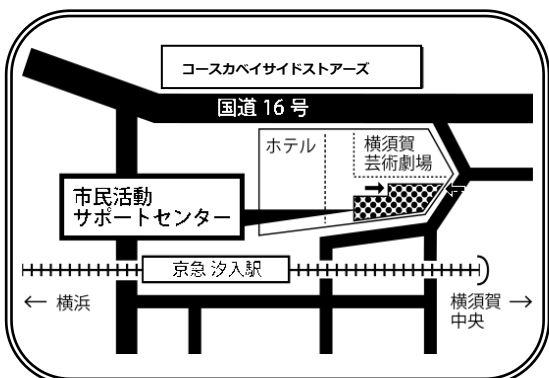 コースカベイサイドストアーズ
国道16号
ホテル
横須賀
芸術劇場
市民活動
サポートセンター
京急 汐入駅
← 横浜
横須賀 →
中央